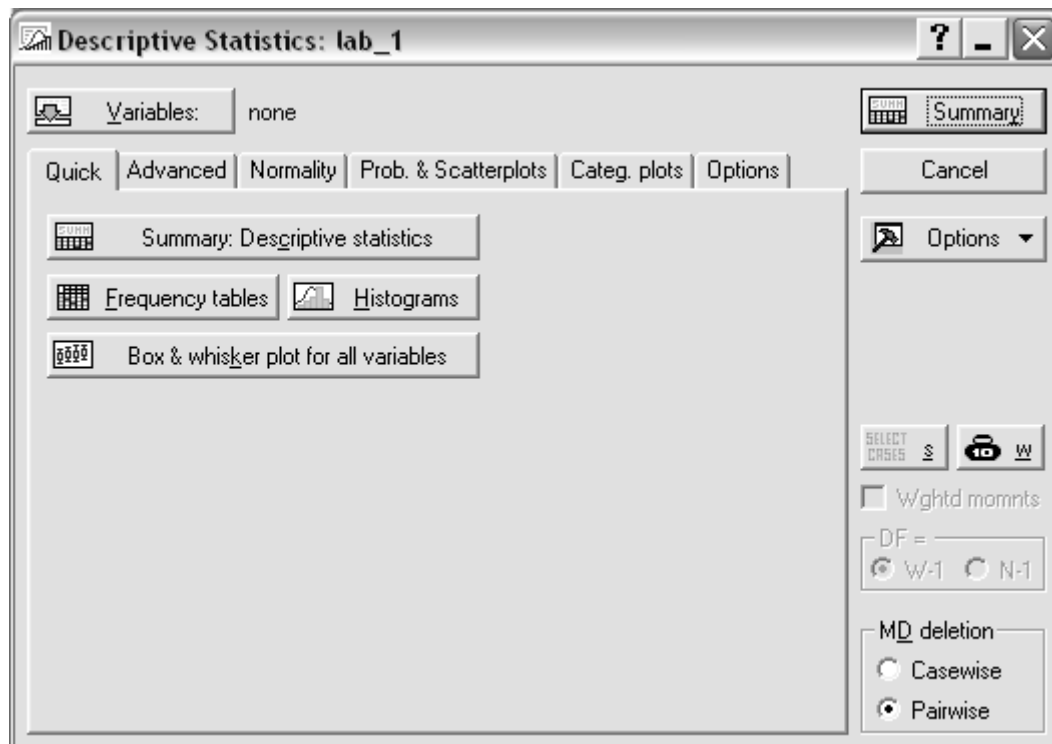 Descriptive Statistics: lab_1
?
Variables: none
SUMM Summary
Quick Advanced Normality Prob. & Scatterplots Categ. plots Options
Cancel
SUMM Summary: Descriptive statistics
Options
Frequency tables Histograms
Box & whisker plot for all variables
SELECT CASES s w
Wghtd momnts
DF =
W-1 N-1
MD deletion
Casewise
Pairwise